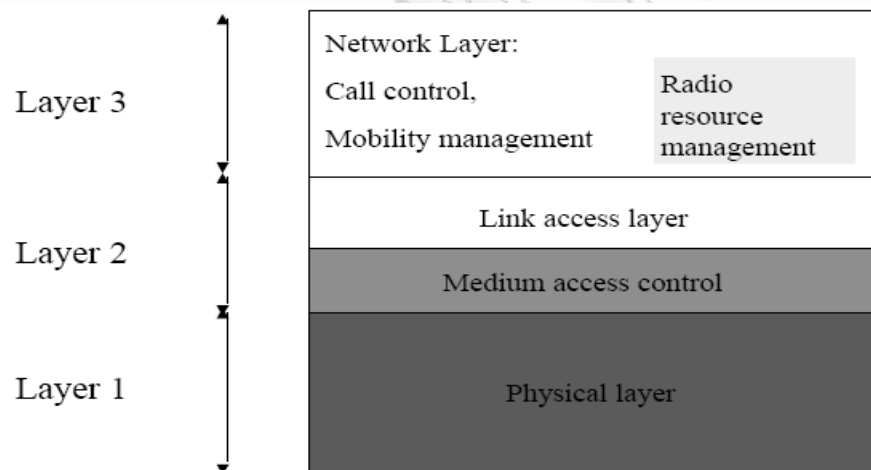 Layer 3
Network Layer:
Call control,
Mobility management
Radio
resource
management
Layer 2
Link access layer
Medium access control
Layer 1
Physical layer